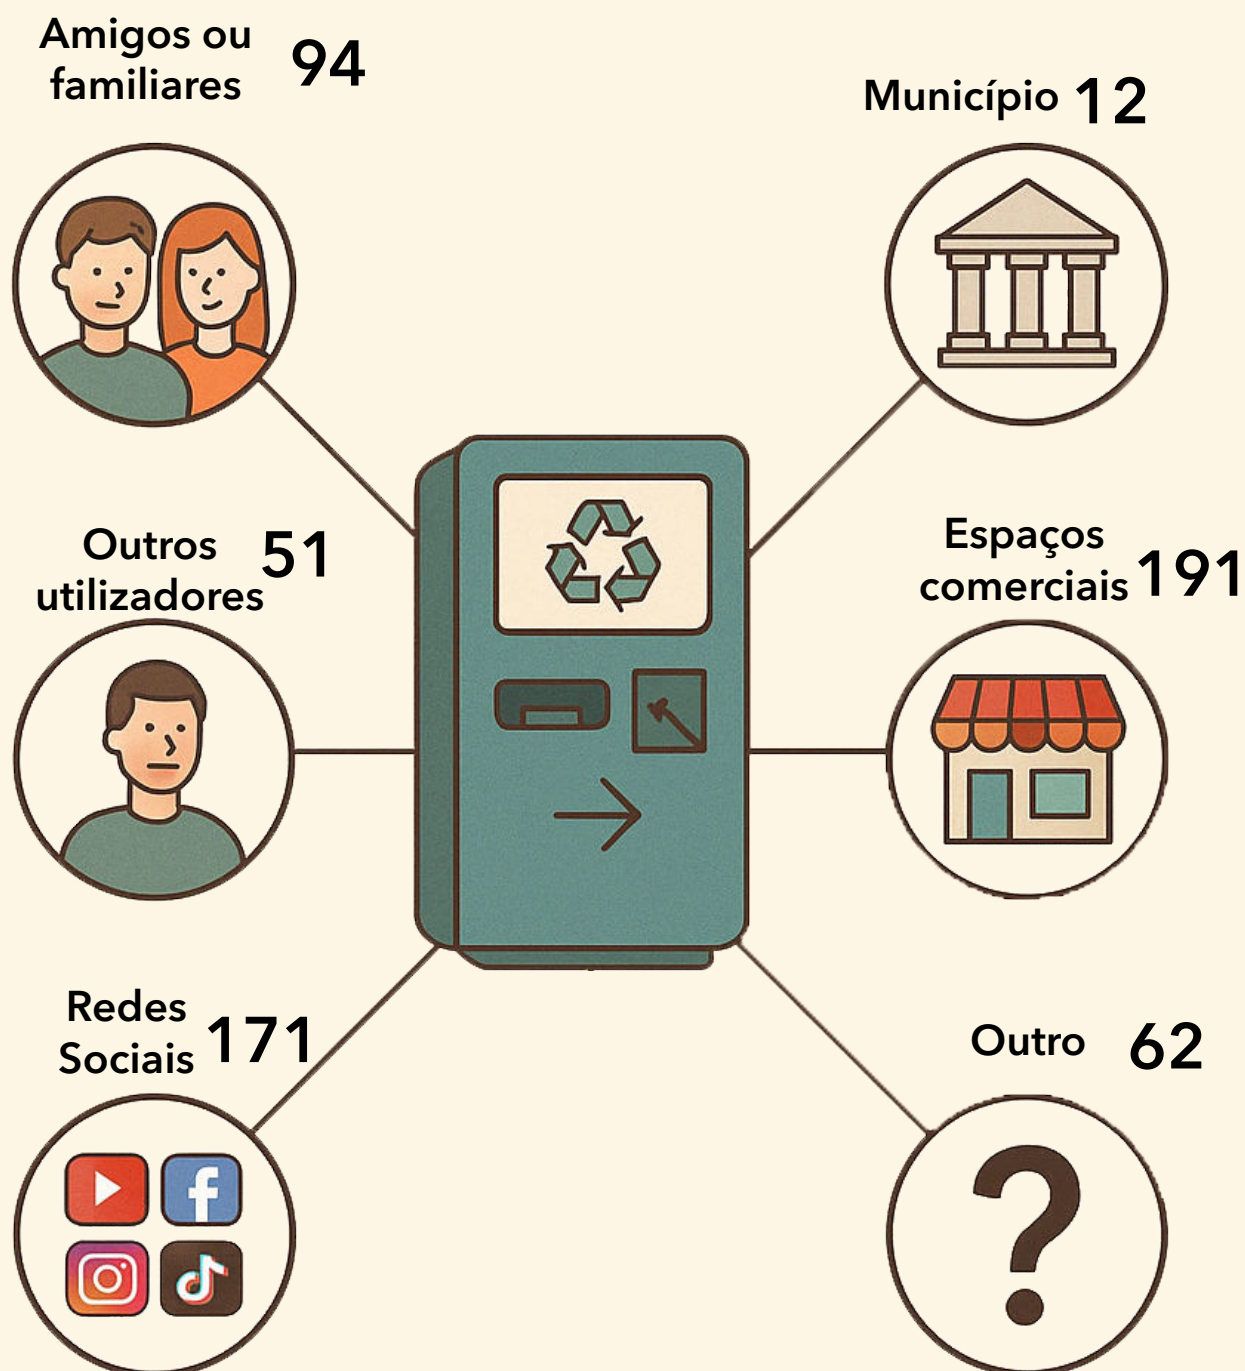 Amigos ou
familiares 94
Município 12
Outros
utilizadores 51
Espaços
comerciais 191
Redes
Sociais 171
Outro 62
?